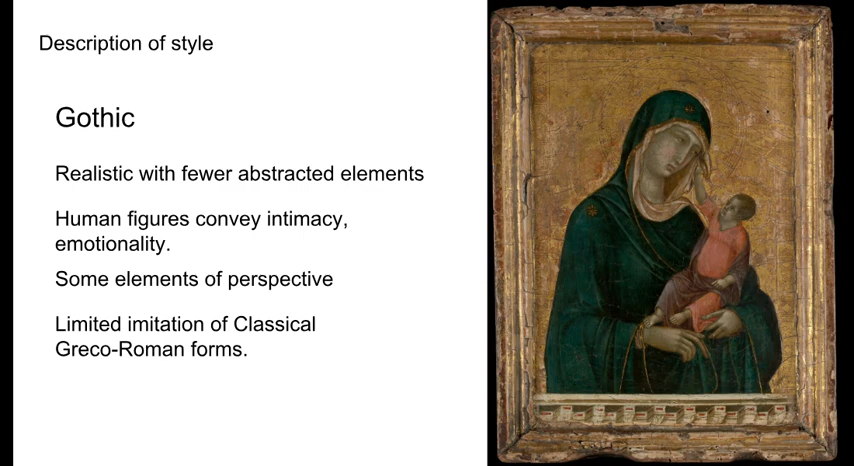 Description of style
Gothic
Realistic with fewer abstracted elements
Human figures convey intimacy,
emotionality.
Some elements of perspective
Limited imitation of Classical
Greco-Roman forms.